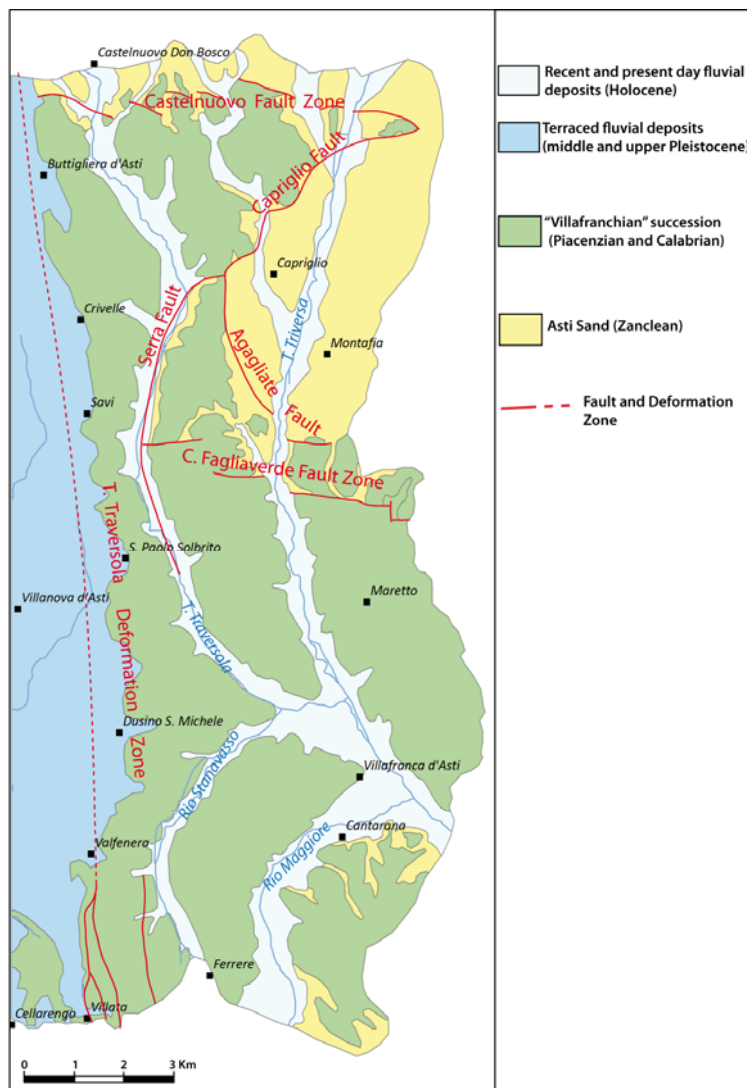 Castelnuovo Don Bosco
Castelnuovo Fault Zone
Buttigliera d'Asti
Capriglio Fault
Capriglio
Crivelle
Serra Fault
T. Triversa
Agagliate Fault
Montafia
Savi
C. Fagliaverde Fault Zone
T. Traversola Deformation Zone
S. Paolo Solbrito
Villanova d'Asti
Maretto
T. Traversola
Dusino S. Michele
Rio Stanavasso
Villafranca d'Asti
Cantarana
Rio Maggiore
Valfenera
Ferrere
Villata
Cellarengo
0 1 2 3 Km
Recent and present day fluvial
deposits (Holocene)
Terraced fluvial deposits
(middle and upper Pleistocene)
"Villafranchian" succession
(Piacenzian and Calabrian)
Asti Sand (Zanclean)
Fault and Deformation
Zone